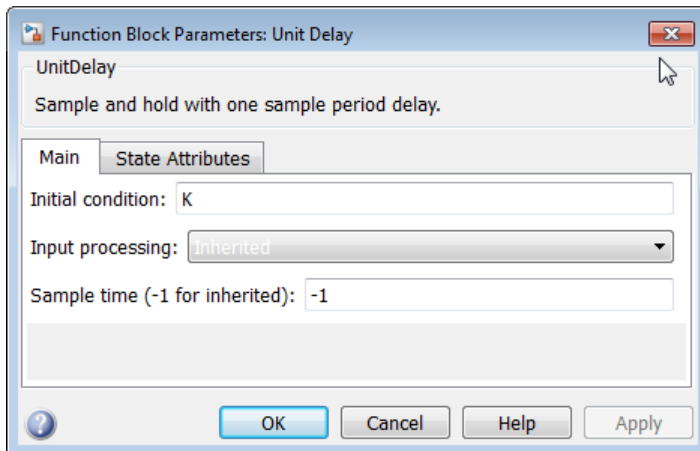 Function Block Parameters: Unit Delay
UnitDelay
Sample and hold with one sample period delay.
Main State Attributes
Initial condition: K
Input processing: Inherited
Sample time (-1 for inherited): -1
? OK Cancel Help Apply